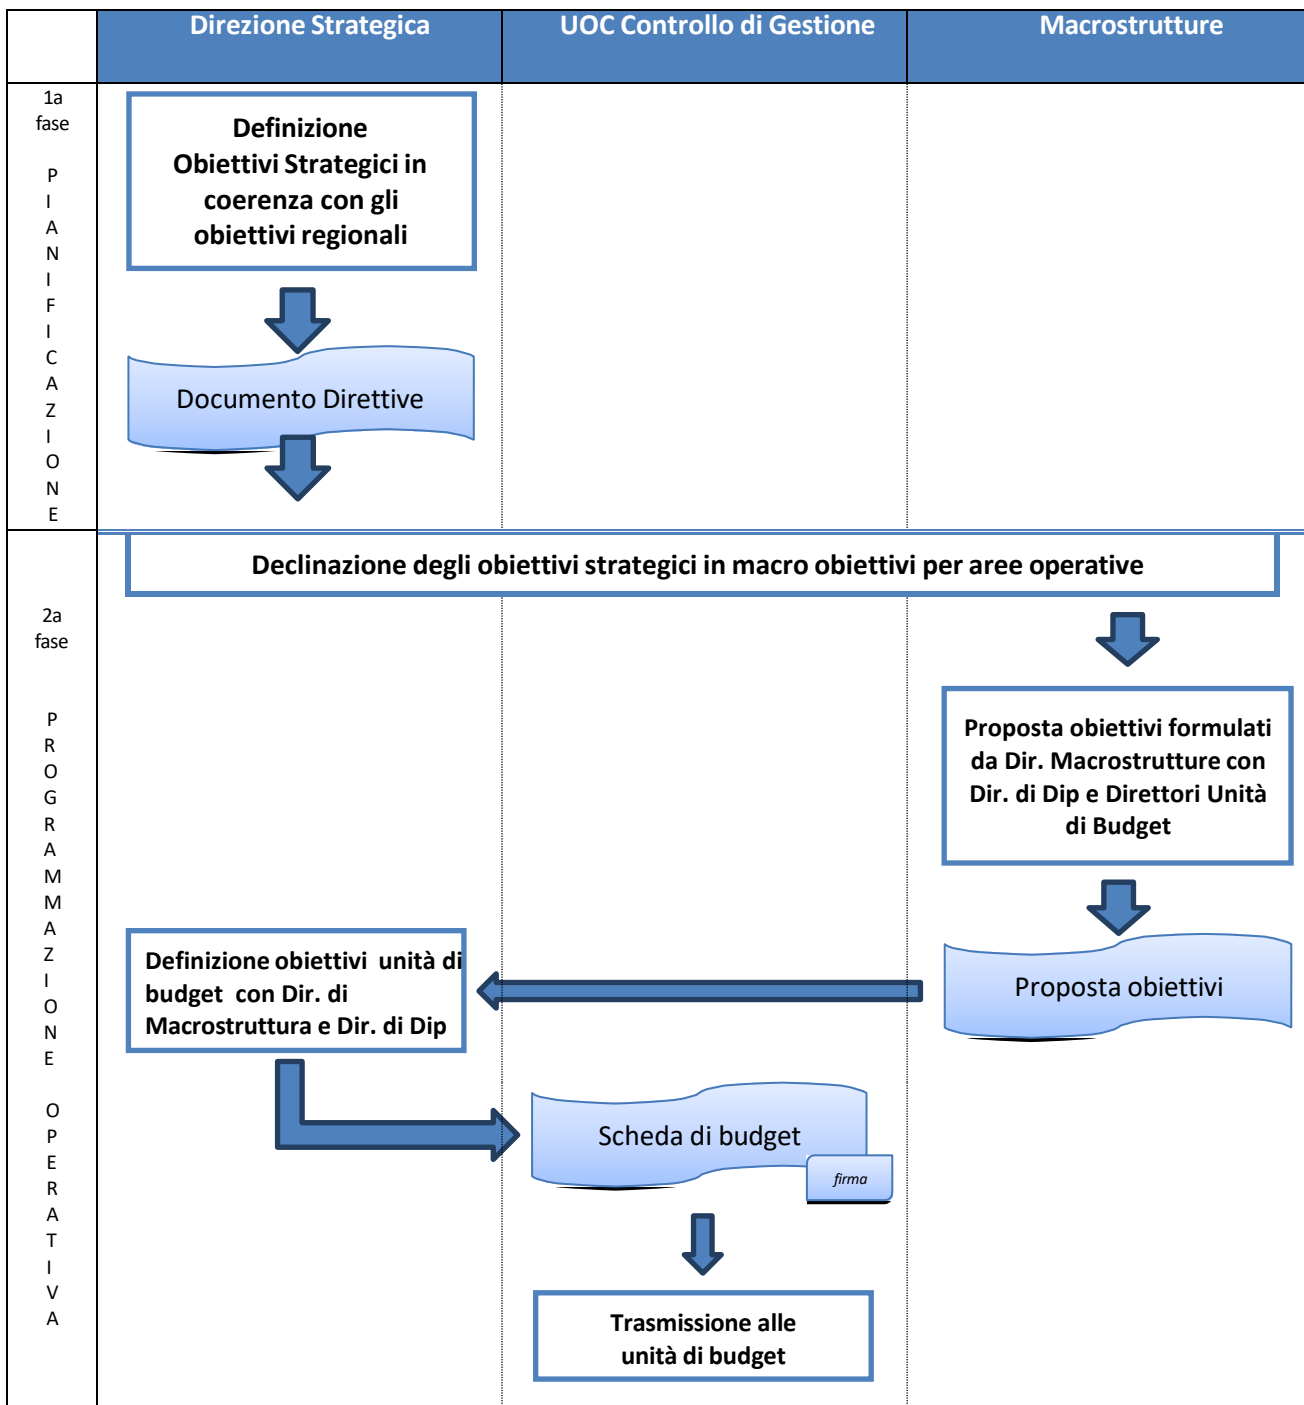 Direzione Strategica
UOC Controllo di Gestione
Macrostrutture
1a
fase
P
I
A
N
I
F
I
C
A
Z
I
O
N
E
Definizione
Obiettivi Strategici in
coerenza con gli
obiettivi regionali
Documento Direttive
2a
fase
P
R
O
G
R
A
M
M
A
Z
I
O
N
E
O
P
E
R
A
T
I
V
A
Declinazione degli obiettivi strategici in macro obiettivi per aree operative
Proposta obiettivi formulati
da Dir. Macrostrutture con
Dir. di Dip e Direttori Unità
di Budget
Proposta obiettivi
Definizione obiettivi unità di
budget con Dir. di
Macrostruttura e Dir. di Dip
Scheda di budget
firma
Trasmissione alle
unità di budget